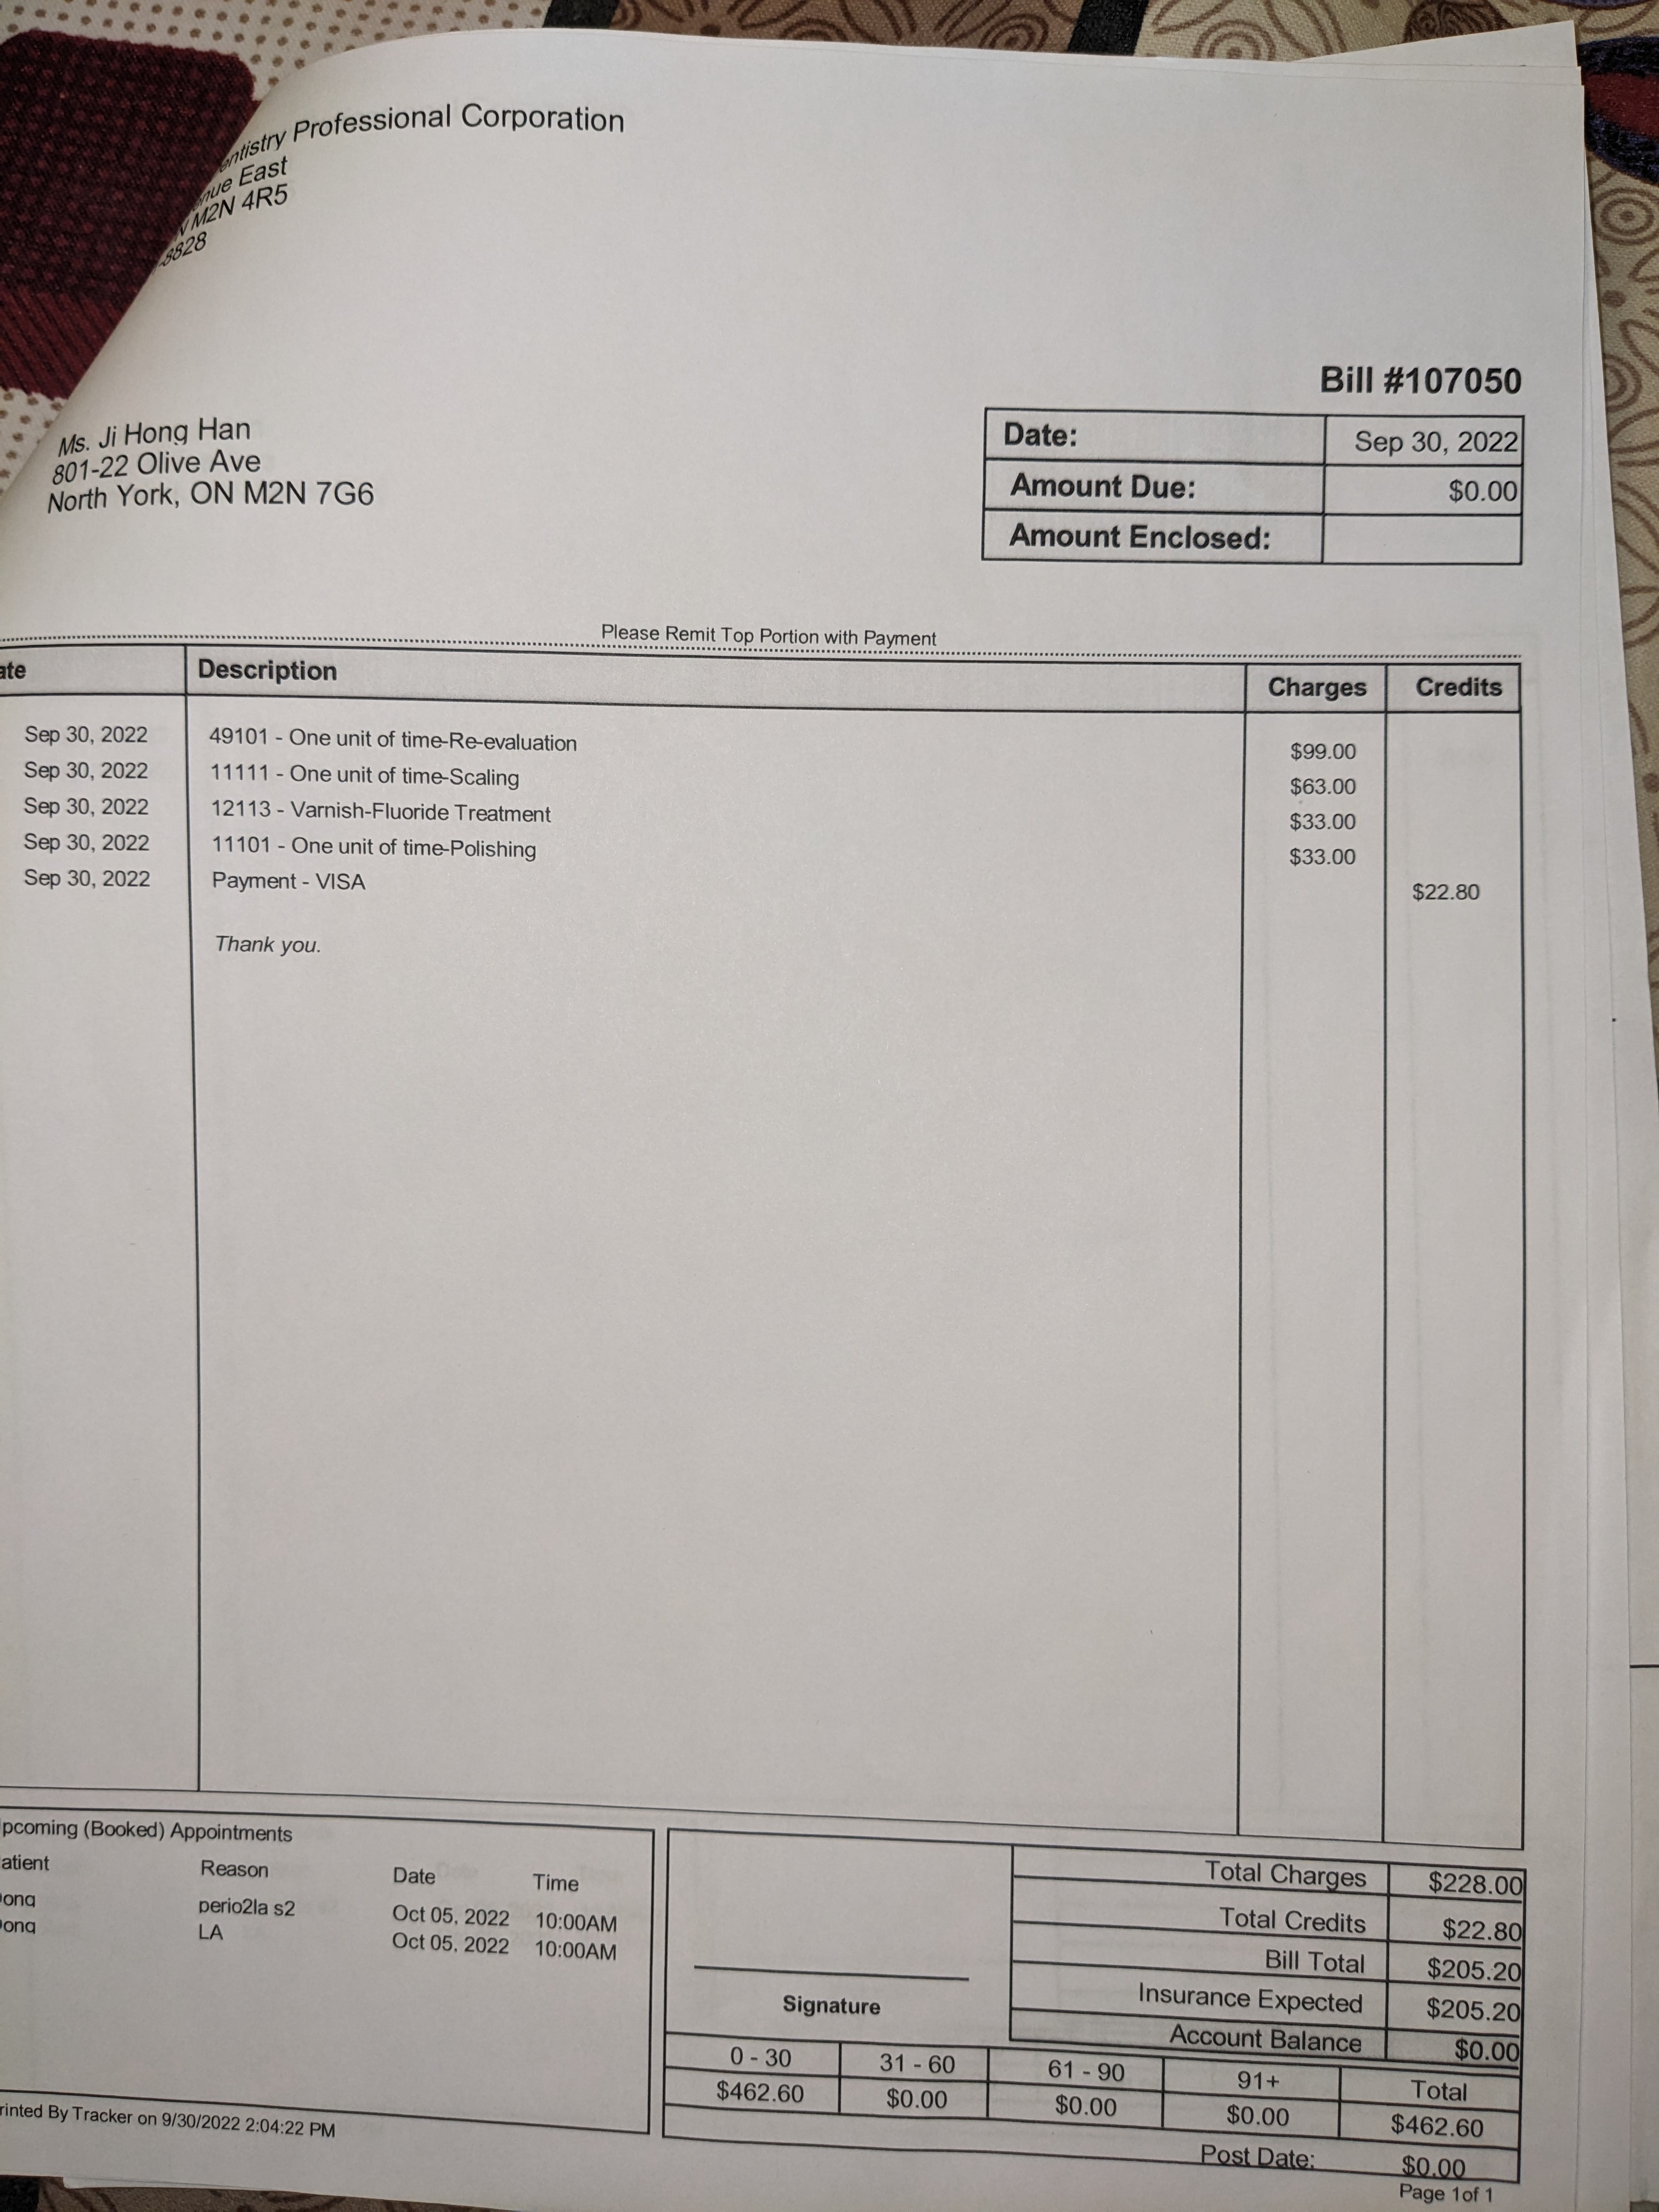 entistry Professional Corporation
nue East
M2N 4R5
-8828
Bill #107050
Date: Sep 30, 2022
Amount Due: $0.00
Amount Enclosed:
Ms. Ji Hong Han
801-22 Olive Ave
North York, ON M2N 7G6
Please Remit Top Portion with Payment
ate Description Charges Credits
Sep 30, 2022 49101 - One unit of time-Re-evaluation $99.00
Sep 30, 2022 11111 - One unit of time-Scaling $63.00
Sep 30, 2022 12113 - Varnish-Fluoride Treatment $33.00
Sep 30, 2022 11101 - One unit of time-Polishing $33.00
Sep 30, 2022 Payment - VISA $22.80
Thank you.
pcoming (Booked) Appointments
atient Reason Date Time
ong perio2la s2 Oct 05, 2022 10:00AM
ong LA Oct 05, 2022 10:00AM
rinted By Tracker on 9/30/2022 2:04:22 PM
Signature
Total Charges $228.00
Total Credits $22.80
Bill Total $205.20
Insurance Expected $205.20
Account Balance $0.00
0 - 30 31 - 60 61 - 90 91+ Total
$462.60 $0.00 $0.00 $0.00 $462.60
Post Date: $0.00
Page 1of 1